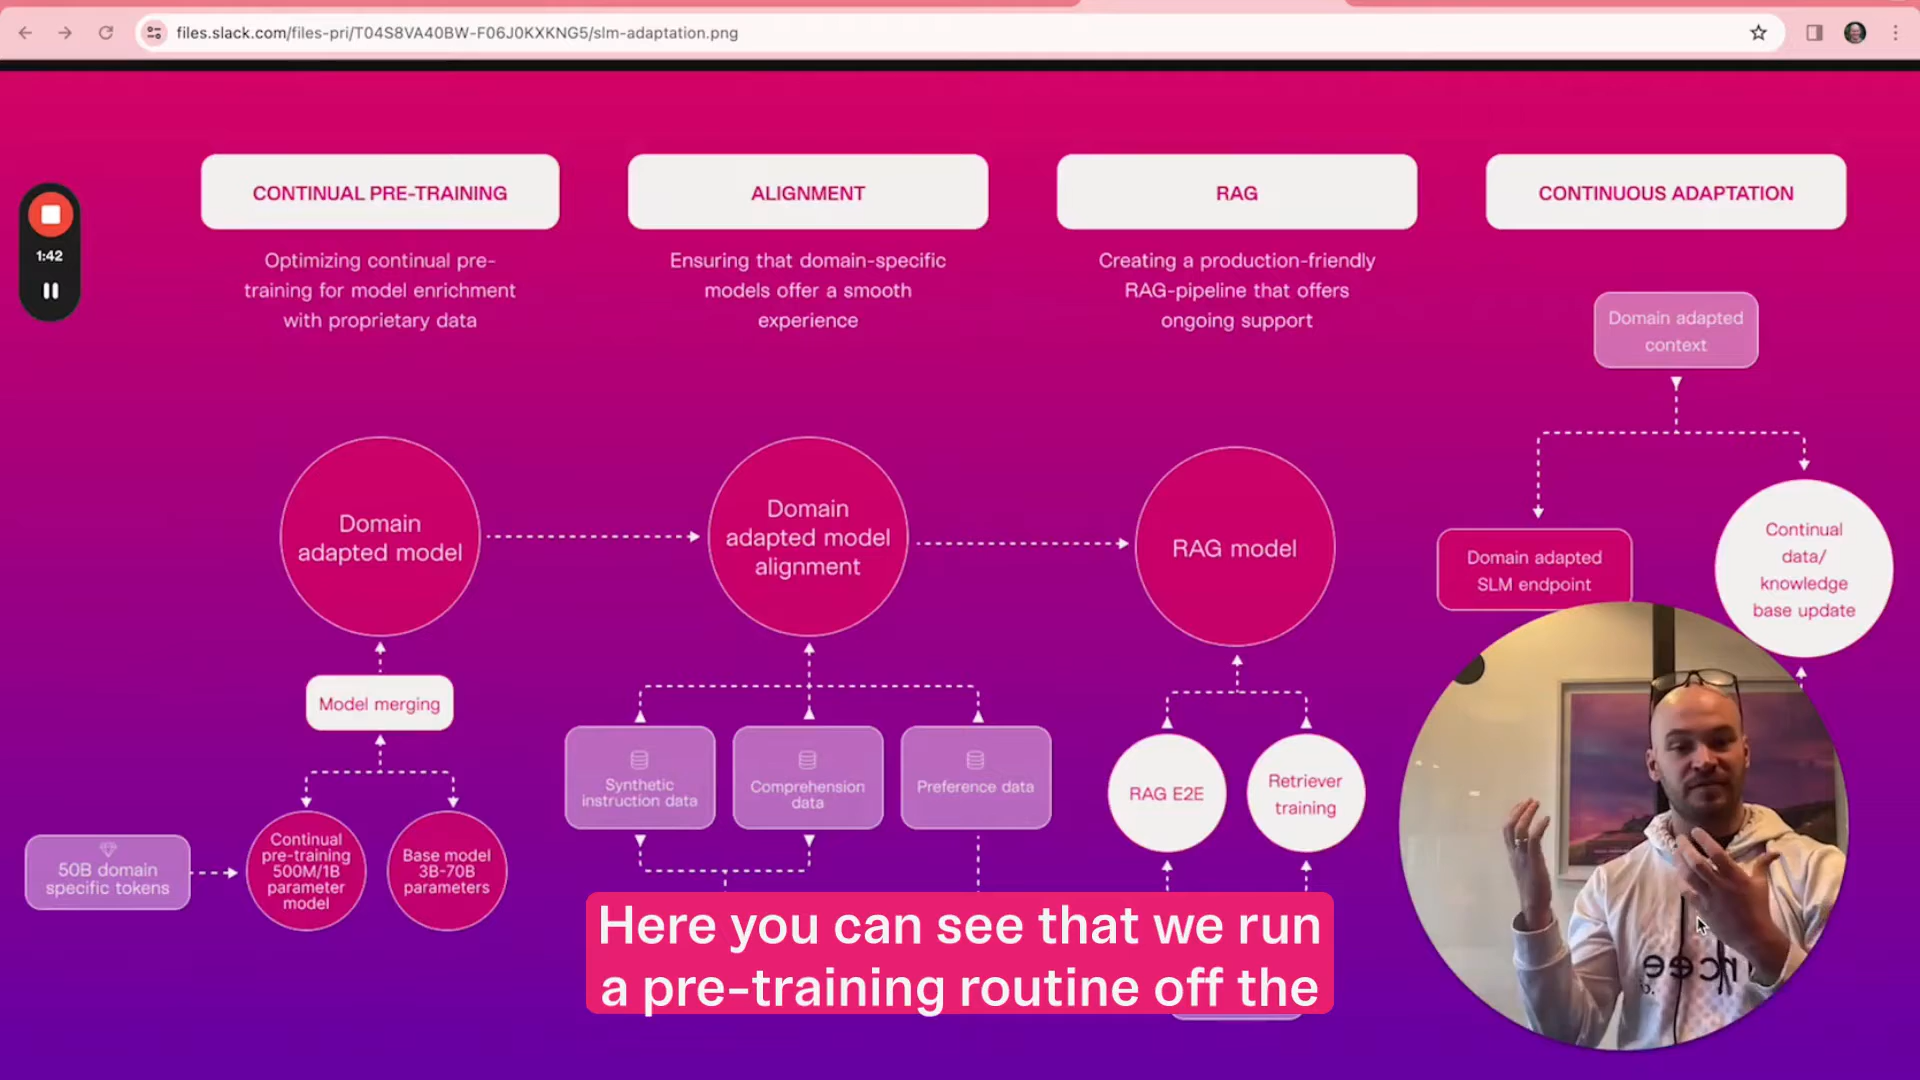 files.slack.com/files-pri/T04S8VA40BW-F06J0KXKNG5/slm-adaptation.png
1:42
CONTINUAL PRE-TRAINING
Optimizing continual pre-
training for model enrichment
with proprietary data
ALIGNMENT
Ensuring that domain-specific
models offer a smooth
experience
RAG
Creating a production-friendly
RAG-pipeline that offers
ongoing support
CONTINUOUS ADAPTATION
Domain adapted
context
Domain
adapted model
Domain
adapted model
alignment
RAG model
Domain adapted
SLM endpoint
Continual
data/
knowledge
base update
Model merging
Synthetic
instruction data
Comprehension
data
Preference data
RAG E2E
Retriever
training
50B domain
specific tokens
Continual
pre-training
500M/1B
parameter
model
Base model
3B-70B
parameters
Here you can see that we run
a pre-training routine off the